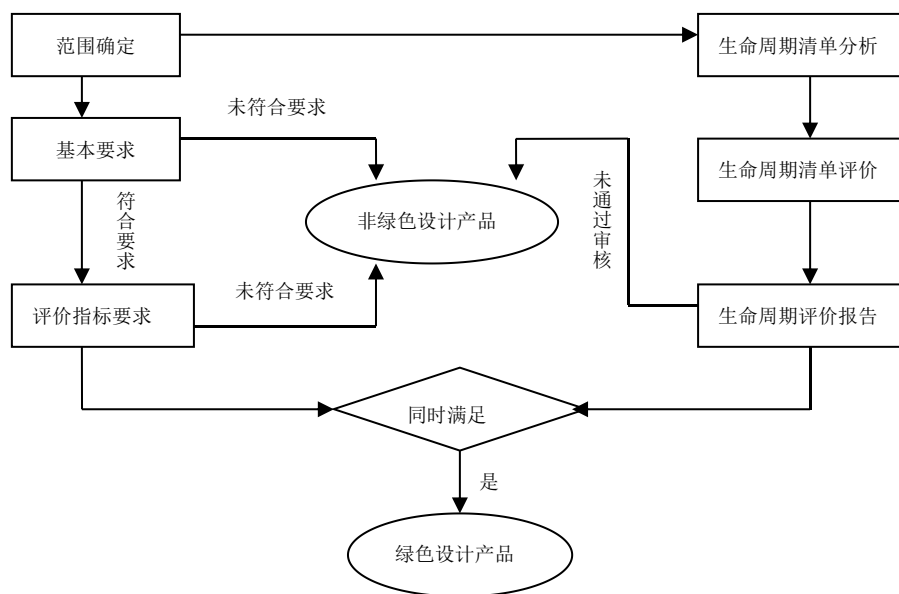 范围确定
生命周期清单分析
未符合要求
基本要求
生命周期清单评价
符合要求
未通过审核
非绿色设计产品
未符合要求
评价指标要求
生命周期评价报告
同时满足
是
绿色设计产品